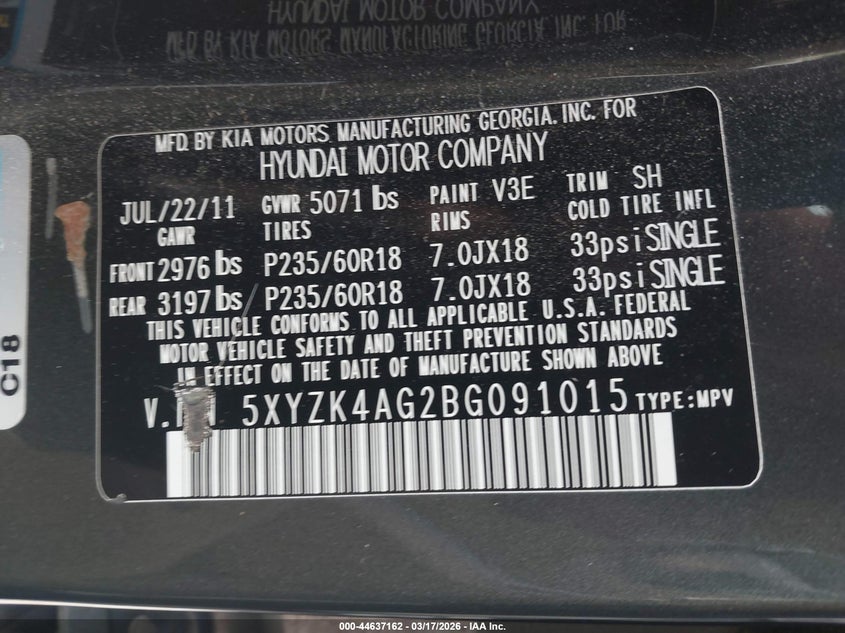 MFD. BY KIA MOTORS MANUFACTURING GEORGIA, INC. FOR
HYUNDAI MOTOR COMPANY
JUL/22/11 GVWR 5071 lbs PAINT V3E TRIM SH
GAWR TIRES RIMS COLD TIRE INFL
FRONT 2976 lbs P235/60R18 7.0JX18 33psi SINGLE
REAR 3197 lbs P235/60R18 7.0JX18 33psi SINGLE
THIS VEHICLE CONFORMS TO ALL APPLICABLE U.S.A. FEDERAL
MOTOR VEHICLE SAFETY AND THEFT PREVENTION STANDARDS
IN EFFECT ON THE DATE OF MANUFACTURE SHOWN ABOVE
5XYZK4AG2BG091015 TYPE:MPV
C18
000-44637162 - 03/17/2026 - IAA Inc.